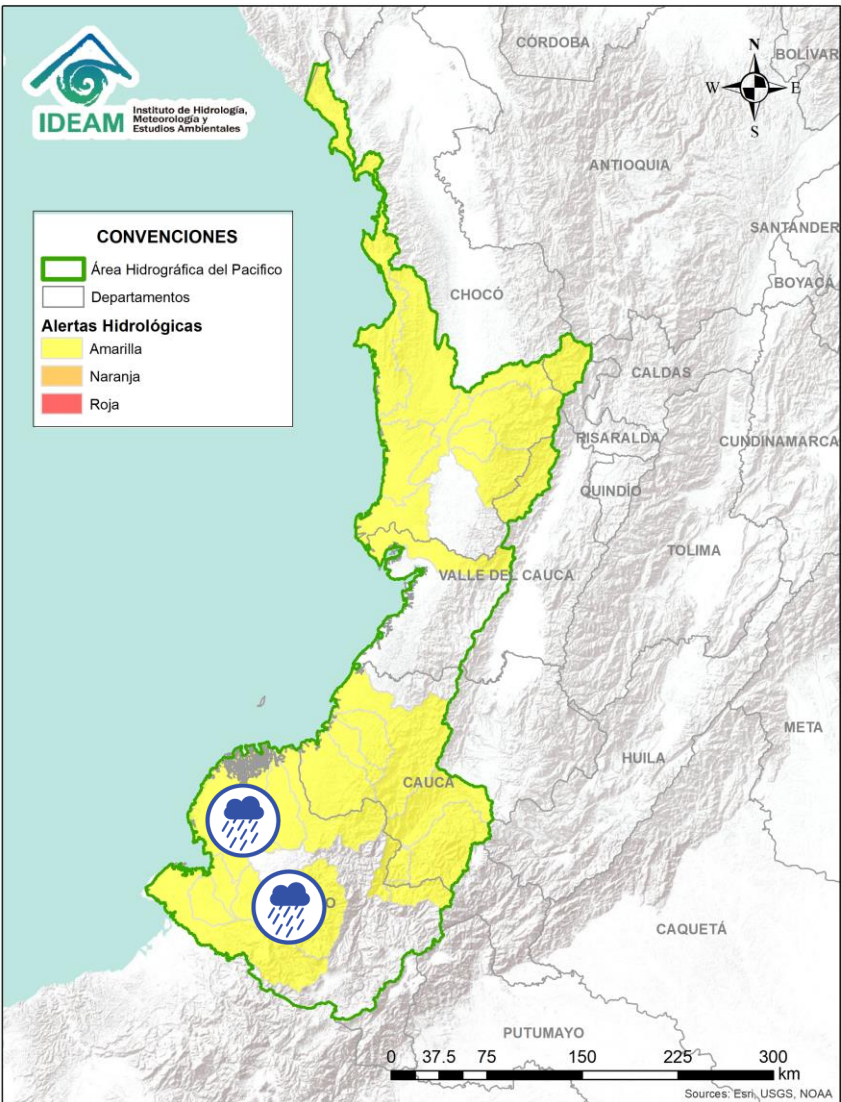 IDEAM
Instituto de Hidrología,
Meteorología y
Estudios Ambientales
N
W
E
S
CÓRDOBA
BOLIVAR
ANTIOQUIA
SANTANDER
BOYACÁ
CHOCÓ
CALDAS
RISARALDA
CUNDINAMARCA
QUINDÍO
TOLIMA
VALLE DEL CAUCA
META
HUILA
CAUCA
O
CAQUETÁ
PUTUMAYO
CONVENCIONES
Área Hidrográfica del Pacifico
Departamentos
Alertas Hidrológicas
Amarilla
Naranja
Roja
0 37.5 75 150 225 300
km
Sources: Esri, USGS, NOAA